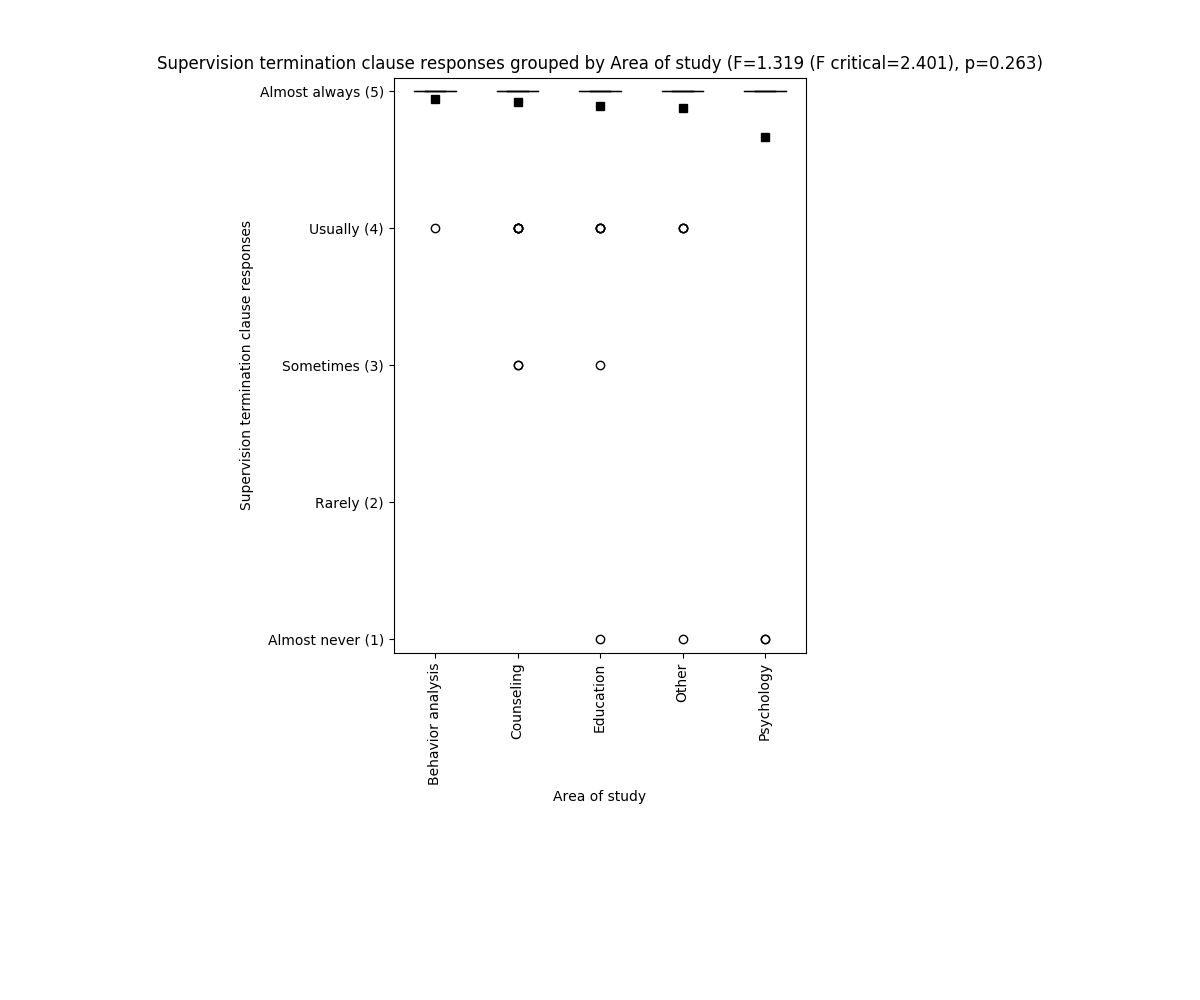 Supervision termination clause responses grouped by Area of study (F=1.319 (F critical=2.401), p=0.263)
Supervision termination clause responses
Almost always (5)
Usually (4)
Sometimes (3)
Rarely (2)
Almost never (1)
Behavior analysis
Counseling
Education
Other
Psychology
Area of study